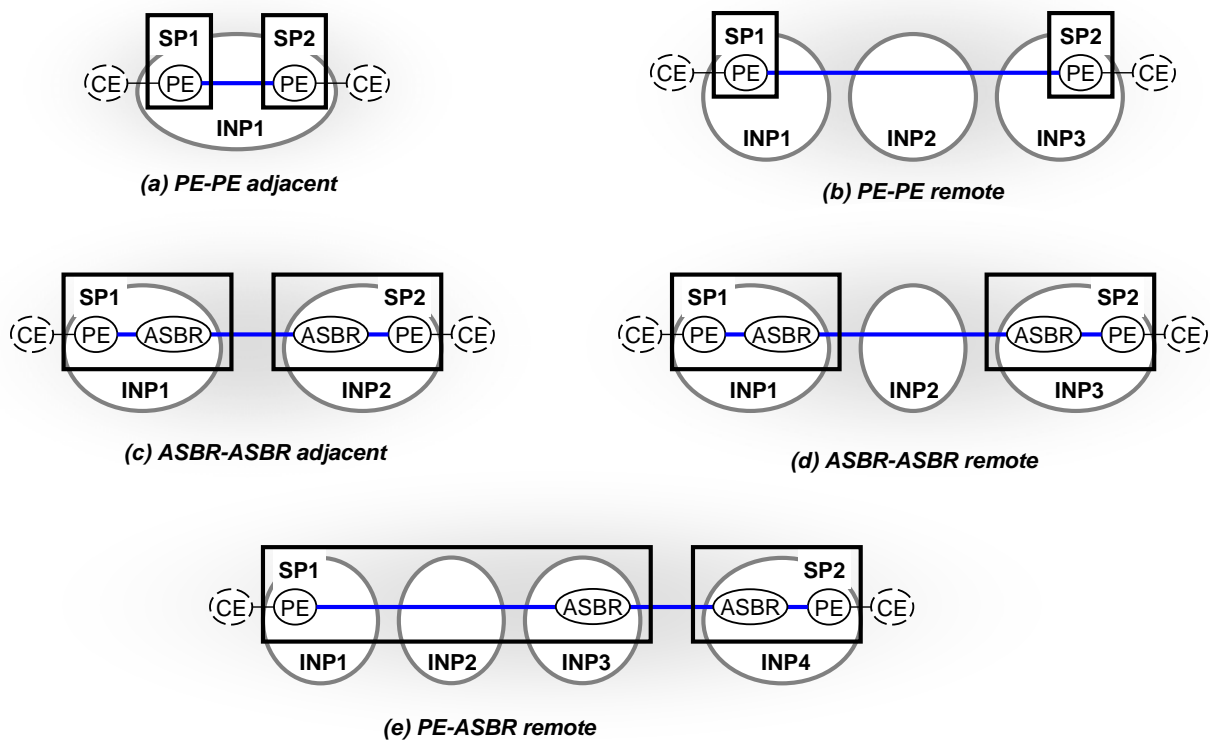 SP1 SP2 SP1 SP2
CE PE PE CE CE PE PE CE
INP1 INP1 INP2 INP3
(a) PE-PE adjacent
(b) PE-PE remote
SP1 SP2 SP1 SP2
CE PE ASBR ASBR PE CE CE PE ASBR ASBR PE CE
INP1 INP2 INP1 INP2 INP3
(c) ASBR-ASBR adjacent
(d) ASBR-ASBR remote
SP1 SP2
CE PE ASBR ASBR PE CE
INP1 INP2 INP3 INP4
(e) PE-ASBR remote